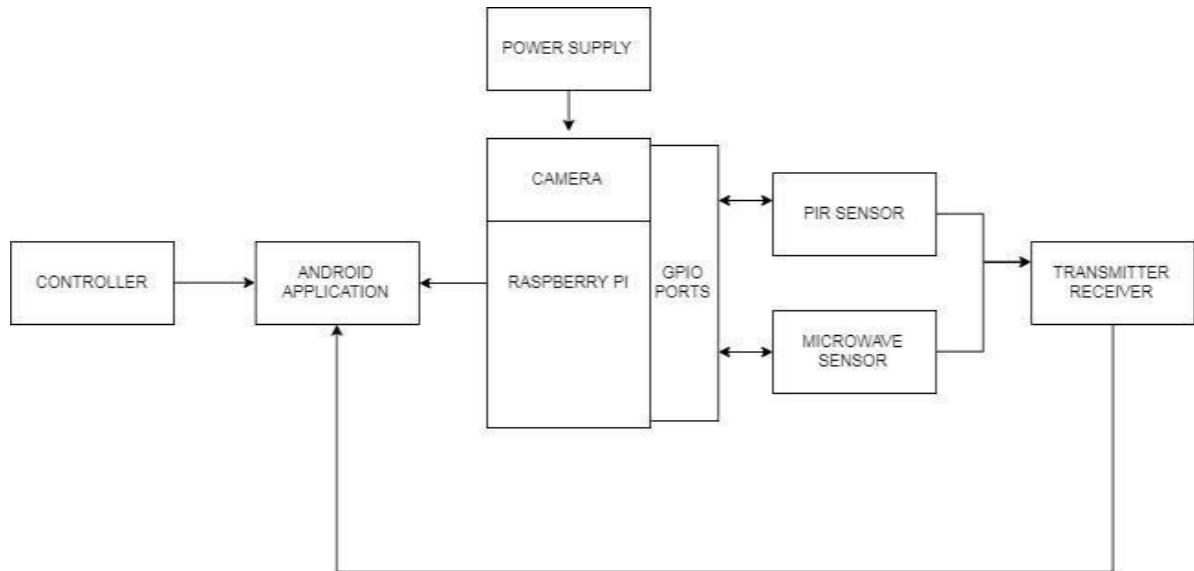 POWER SUPPLY
CAMERA
PIR SENSOR
CONTROLLER
ANDROID
APPLICATION
RASPBERRY PI
GPIO
PORTS
TRANSMITTER
RECEIVER
MICROWAVE
SENSOR